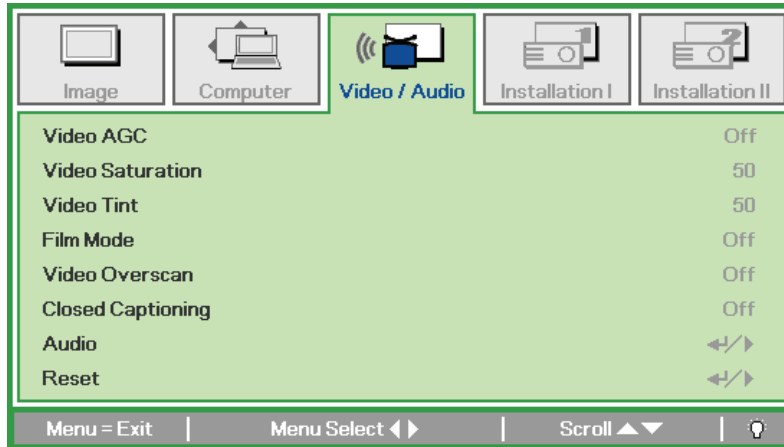 Image
Computer
Video / Audio
Installation I
Installation II
Video AGC Off
Video Saturation 50
Video Tint 50
Film Mode Off
Video Overscan Off
Closed Captioning Off
Audio
Reset
Menu = Exit Menu Select Scroll